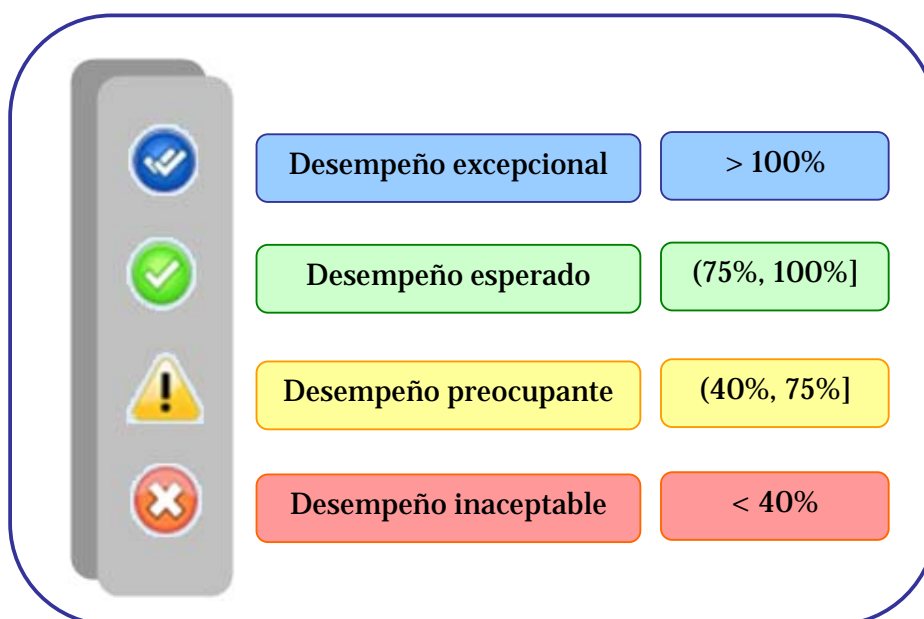 Desempeño excepcional > 100%
Desempeño esperado (75%, 100%]
Desempeño preocupante (40%, 75%]
Desempeño inaceptable < 40%